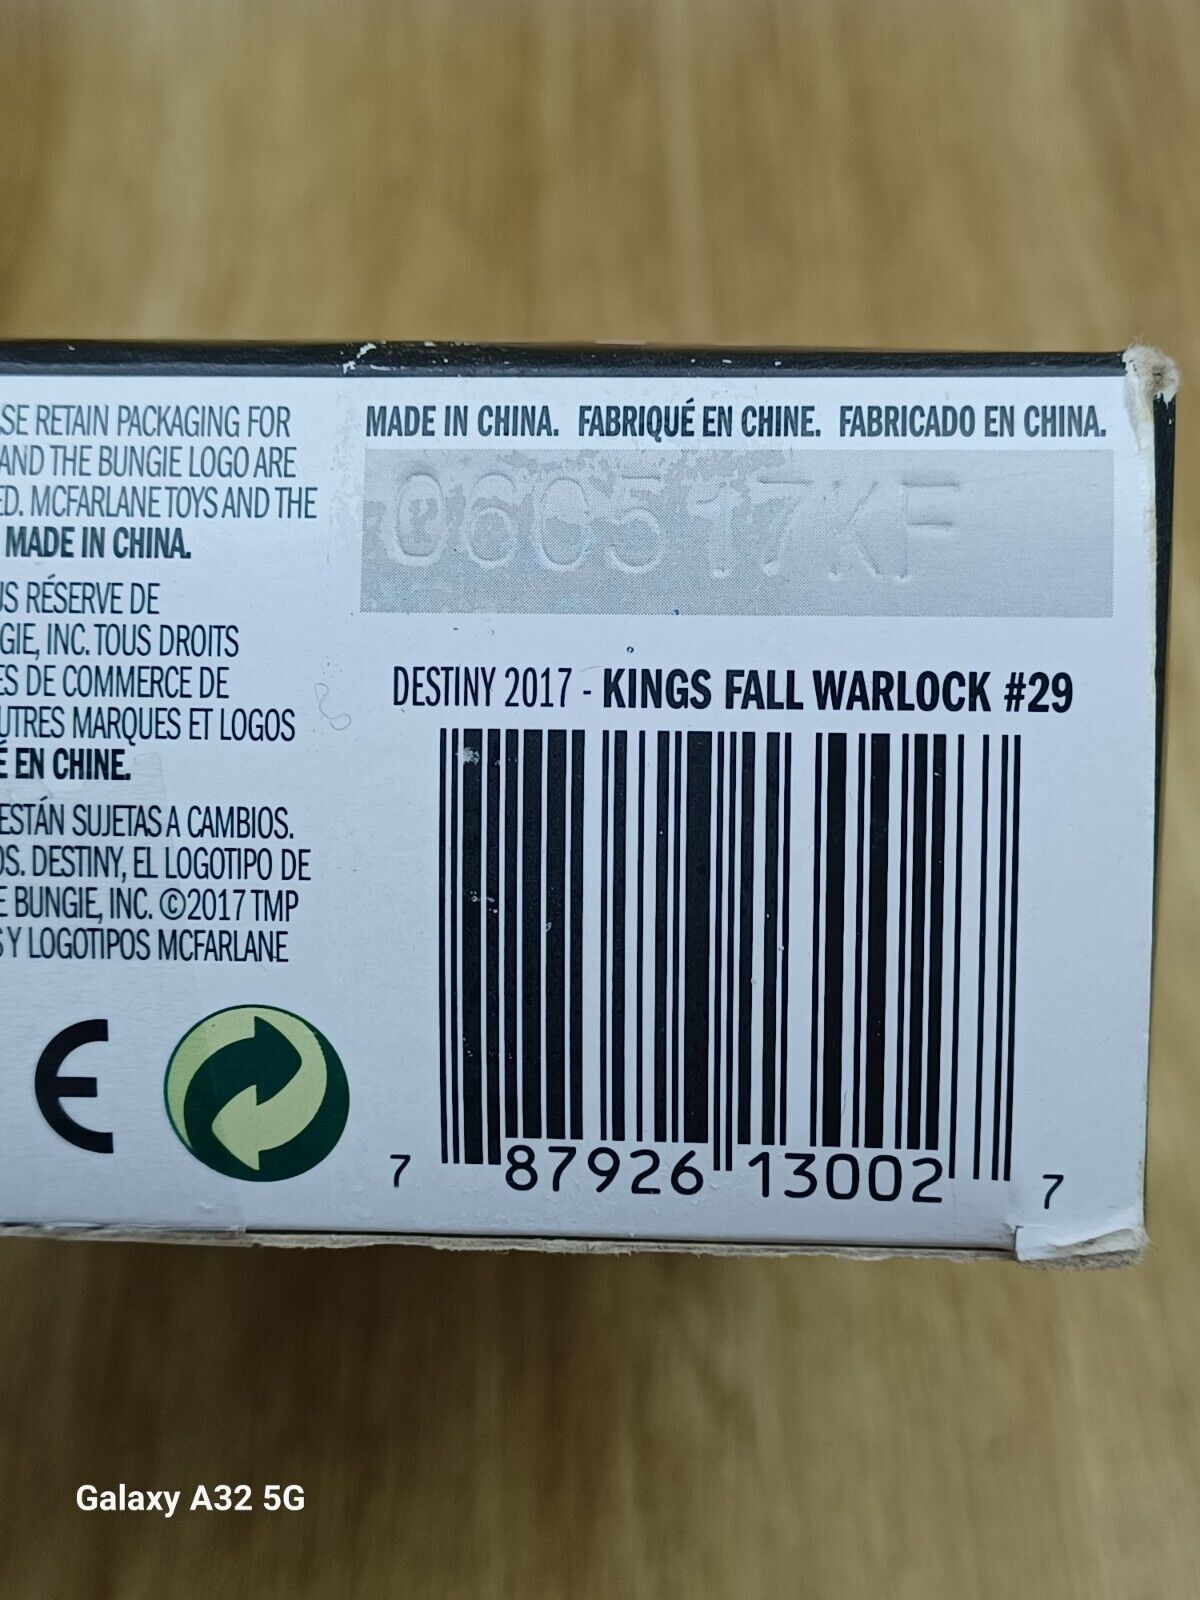 SE RETAIN PACKAGING FOR
AND THE BUNGIE LOGO ARE
ED. MCFARLANE TOYS AND THE
MADE IN CHINA.
US RÉSERVE DE
GIE, INC. TOUS DROITS
ES DE COMMERCE DE
UTRES MARQUES ET LOGOS
É EN CHINE.
ESTÁN SUJETAS A CAMBIOS.
OS. DESTINY, EL LOGOTIPO DE
E BUNGIE, INC. ©2017 TMP
S Y LOGOTIPOS MCFARLANE
CE
MADE IN CHINA. FABRIQUÉ EN CHINE. FABRICADO EN CHINA.
060517KF
DESTINY 2017 - KINGS FALL WARLOCK #29
7 87926 13002 7
Galaxy A32 5G